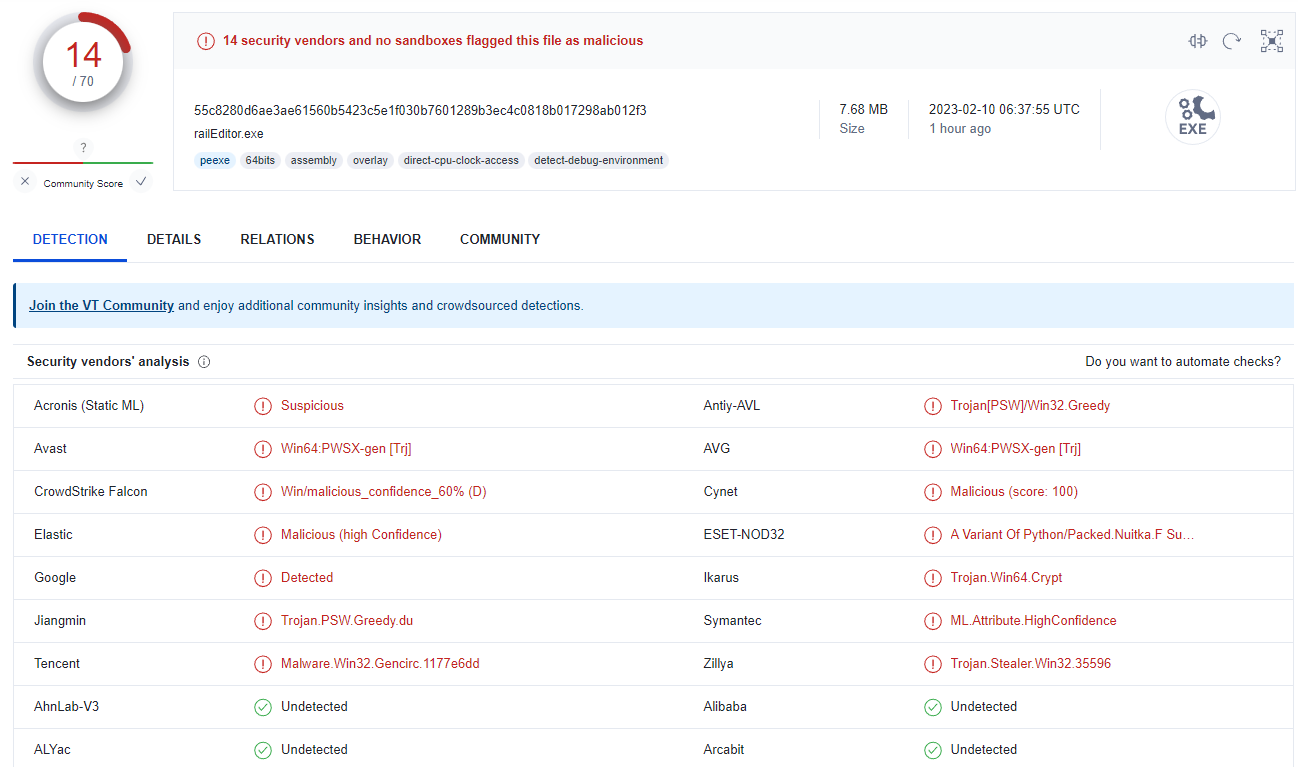 14
/ 70
?
Community Score
14 security vendors and no sandboxes flagged this file as malicious
55c8280d6ae3ae61560b5423c5e1f030b7601289b3ec4c0818b017298ab012f3
railEditor.exe
peexe 64bits assembly overlay direct-cpu-clock-access detect-debug-environment
7.68 MB
Size
2023-02-10 06:37:55 UTC
1 hour ago
EXE
DETECTION DETAILS RELATIONS BEHAVIOR COMMUNITY
Join the VT Community and enjoy additional community insights and crowdsourced detections.
Security vendors' analysis Do you want to automate checks?
Acronis (Static ML) Suspicious Antiy-AVL Trojan[PSW]/Win32.Greedy
Avast Win64:PWSX-gen [Trj] AVG Win64:PWSX-gen [Trj]
CrowdStrike Falcon Win/malicious_confidence_60% (D) Cynet Malicious (score: 100)
Elastic Malicious (high Confidence) ESET-NOD32 A Variant Of Python/Packed.Nuitka.F Su…
Google Detected Ikarus Trojan.Win64.Crypt
Jiangmin Trojan.PSW.Greedy.du Symantec ML.Attribute.HighConfidence
Tencent Malware.Win32.Gencirc.1177e6dd Zillya Trojan.Stealer.Win32.35596
AhnLab-V3 Undetected Alibaba Undetected
ALYac Undetected Arcabit Undetected